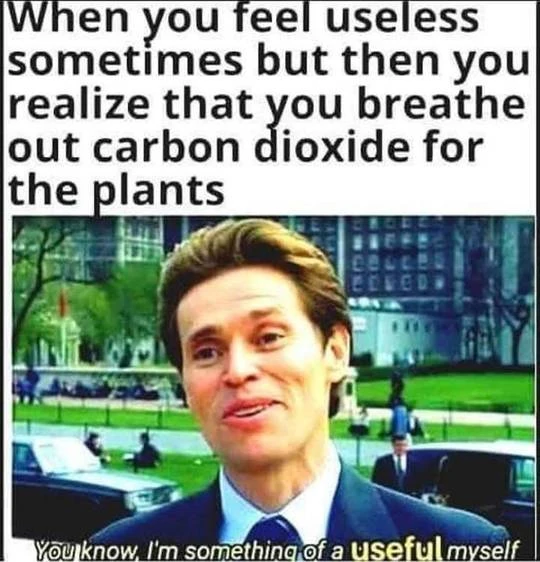 When you feel useless
sometimes but then you
realize that you breathe
out carbon dioxide for
the plants
You know, I'm something of a useful myself